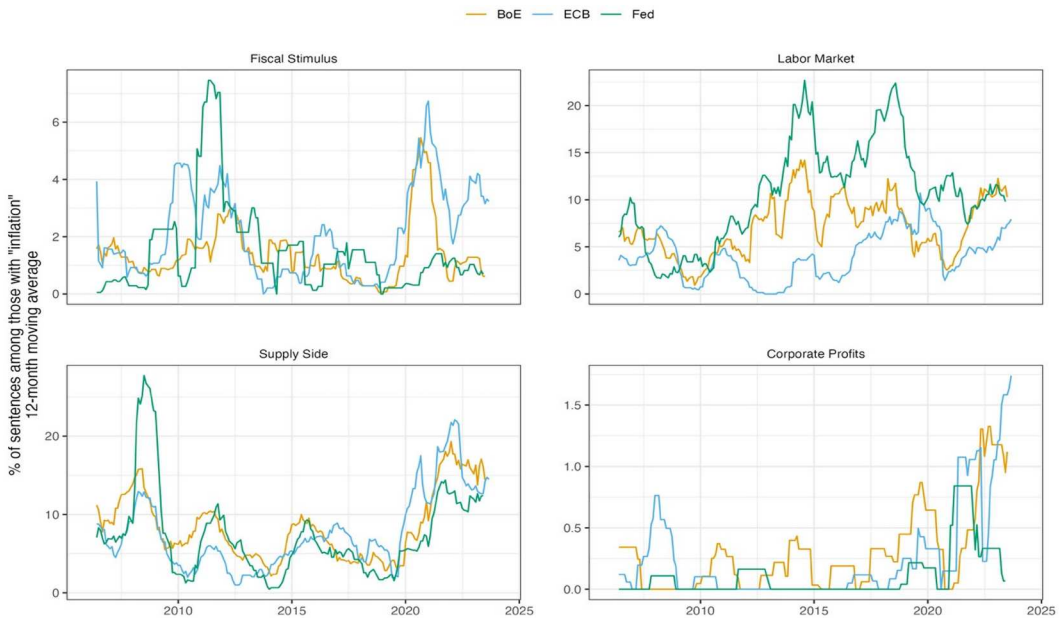 BoE ECB Fed
Fiscal Stimulus
Labor Market
6
4
2
0
20
15
10
5
0
% of sentences among those with "inflation"
12-month moving average
Supply Side
Corporate Profits
20
10
0
1.5
1.0
0.5
0.0
2010 2015 2020 2025
2010 2015 2020 2025